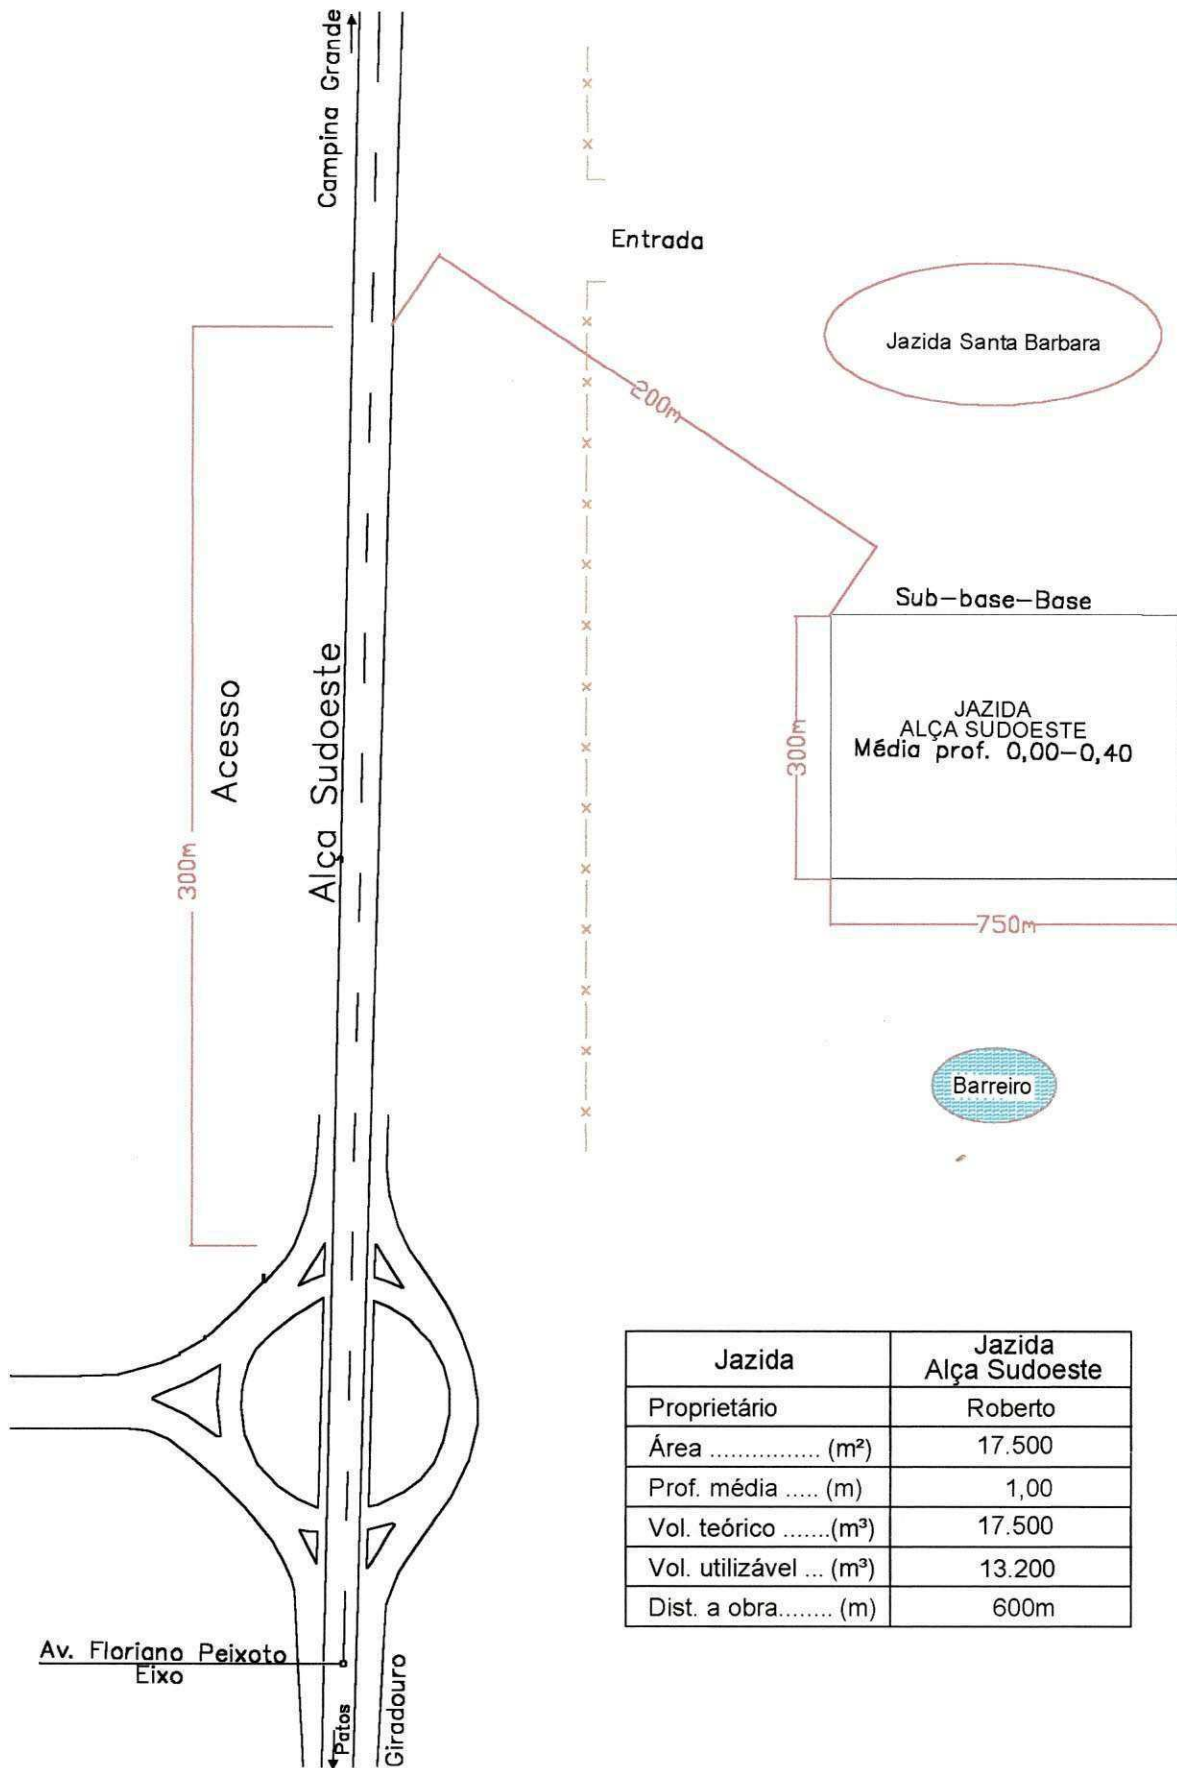 Campina Grande
Entrada
Jazida Santa Barbara
200m
Sub-base-Base
Acesso
Alça Sudoeste
300m
JAZIDA
ALÇA SUDOESTE
Média prof. 0,00-0,40
300m
750m
Barreiro
Jazida | Jazida
Alça Sudoeste
Proprietário | Roberto
Área ................ (m²) | 17.500
Prof. média ..... (m) | 1,00
Vol. teórico .......(m³) | 17.500
Vol. utilizável ... (m³) | 13.200
Dist. a obra........ (m) | 600m
Av. Floriano Peixoto
Eixo
Patos
Giradouro